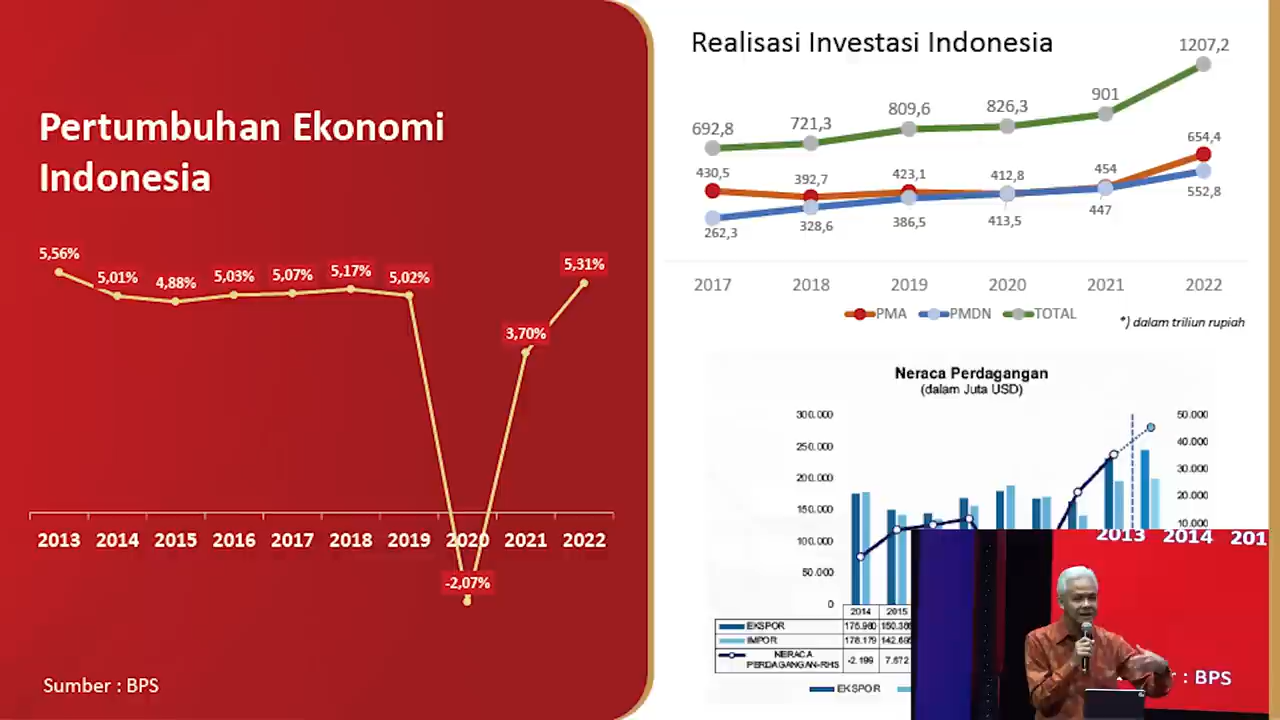 Pertumbuhan Ekonomi
Indonesia
5,56%
5,01%
4,88%
5,03%
5,07%
5,17%
5,02%
-2,07%
3,70%
5,31%
2013 2014 2015 2016 2017 2018 2019 2020 2021 2022
Sumber : BPS
Realisasi Investasi Indonesia
692,8 721,3 809,6 826,3 901 1207,2
430,5 392,7 423,1 412,8 454 654,4
262,3 328,6 386,5 413,5 447 552,8
2017 2018 2019 2020 2021 2022
PMA PMDN TOTAL
*) dalam triliun rupiah
Neraca Perdagangan
(dalam Juta USD)
300.000 50.000
250.000 40.000
200.000 30.000
150.000 20.000
100.000 10.000
50.000
0
2014 2015
EKSPOR 175.980
IMPOR 178.179
NERACA
PERDAGANGAN-RHS -2.199 7.672
EKSPOR
2013 2014 201
: BPS